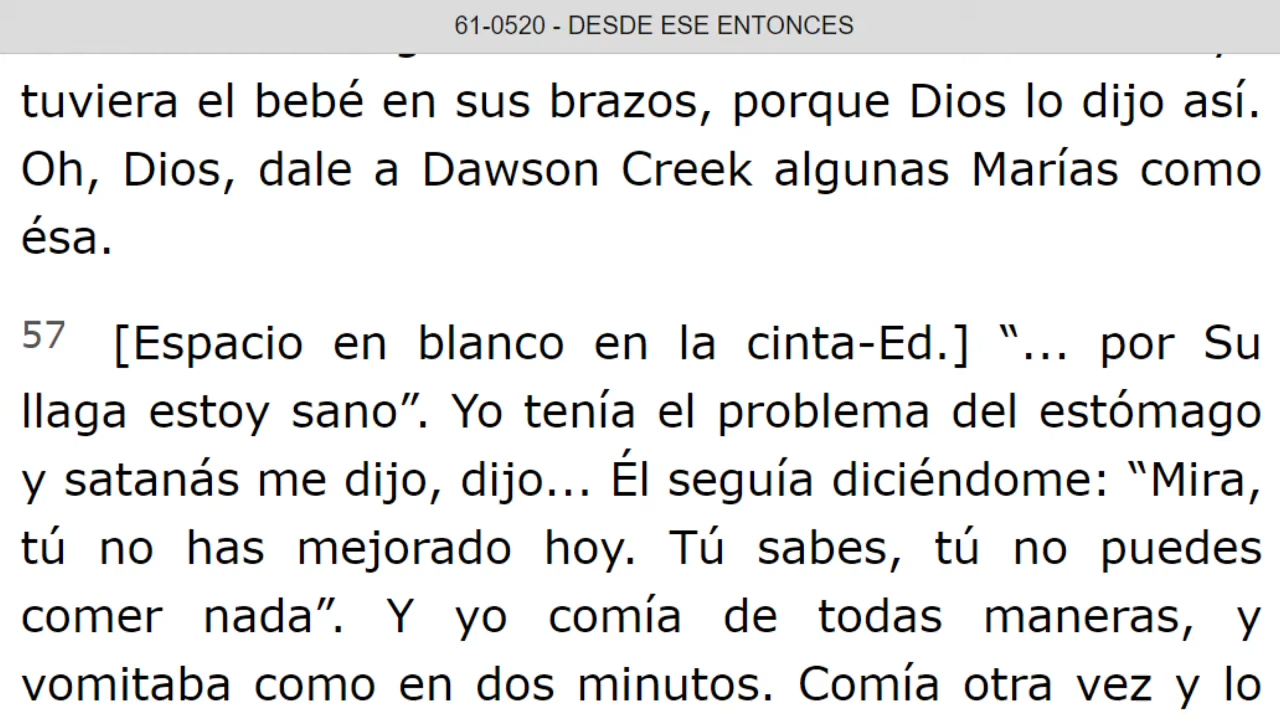 61-0520 - DESDE ESE ENTONCES
tuviera el bebé en sus brazos, porque Dios lo dijo así.
Oh, Dios, dale a Dawson Creek algunas Marías como
ésa.
57 [Espacio en blanco en la cinta-Ed.] “... por Su
llaga estoy sano”. Yo tenía el problema del estómago
y satanás me dijo, dijo... Él seguía diciéndome: “Mira,
tú no has mejorado hoy. Tú sabes, tú no puedes
comer nada”. Y yo comía de todas maneras, y
vomitaba como en dos minutos. Comía otra vez y lo